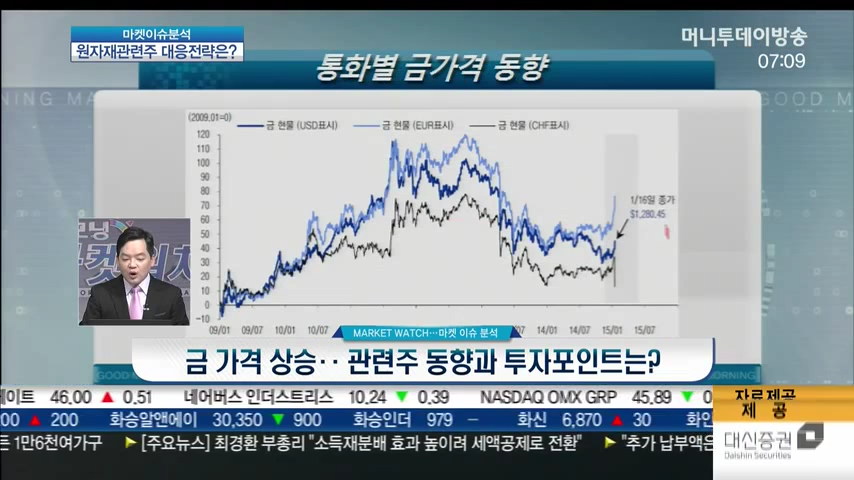 마켓이슈분석
원자재관련주 대응전략은?
머니투데이방송
07:09
통화별 금가격 동향
(2009.01=0)
금 현물 (USD표시) 금 현물 (EUR표시) 금 현물 (CHF표시)
120
110
100
90
80
70
60
50
40
30
20
10
0
-10
1/16일 종가
$1,280.45
09/01 09/07 10/01 10/07 14/01 14/07 15/01 15/07
MARKET WATCH…마켓 이슈 분석
금 가격 상승‥ 관련주 동향과 투자포인트는?
GOOD MORNING
에이트 46.00 ▲ 0.51 네어버스 인더스트리스 10.24 ▼ 0.39 NASDAQ OMX GRP 45.89 ▼
▲ 200 화승알앤에이 30,350 ▼ 900 화승인더 979 - 화신 6,870 ▲ 30 화인
든 1만6천여가구 ▶ [주요뉴스] 최경환 부총리 "소득재분배 효과 높이려 세액공제로 전환" ▶ "추가 납부액은
자료제공
제 공
대신증권
Daishin Securities